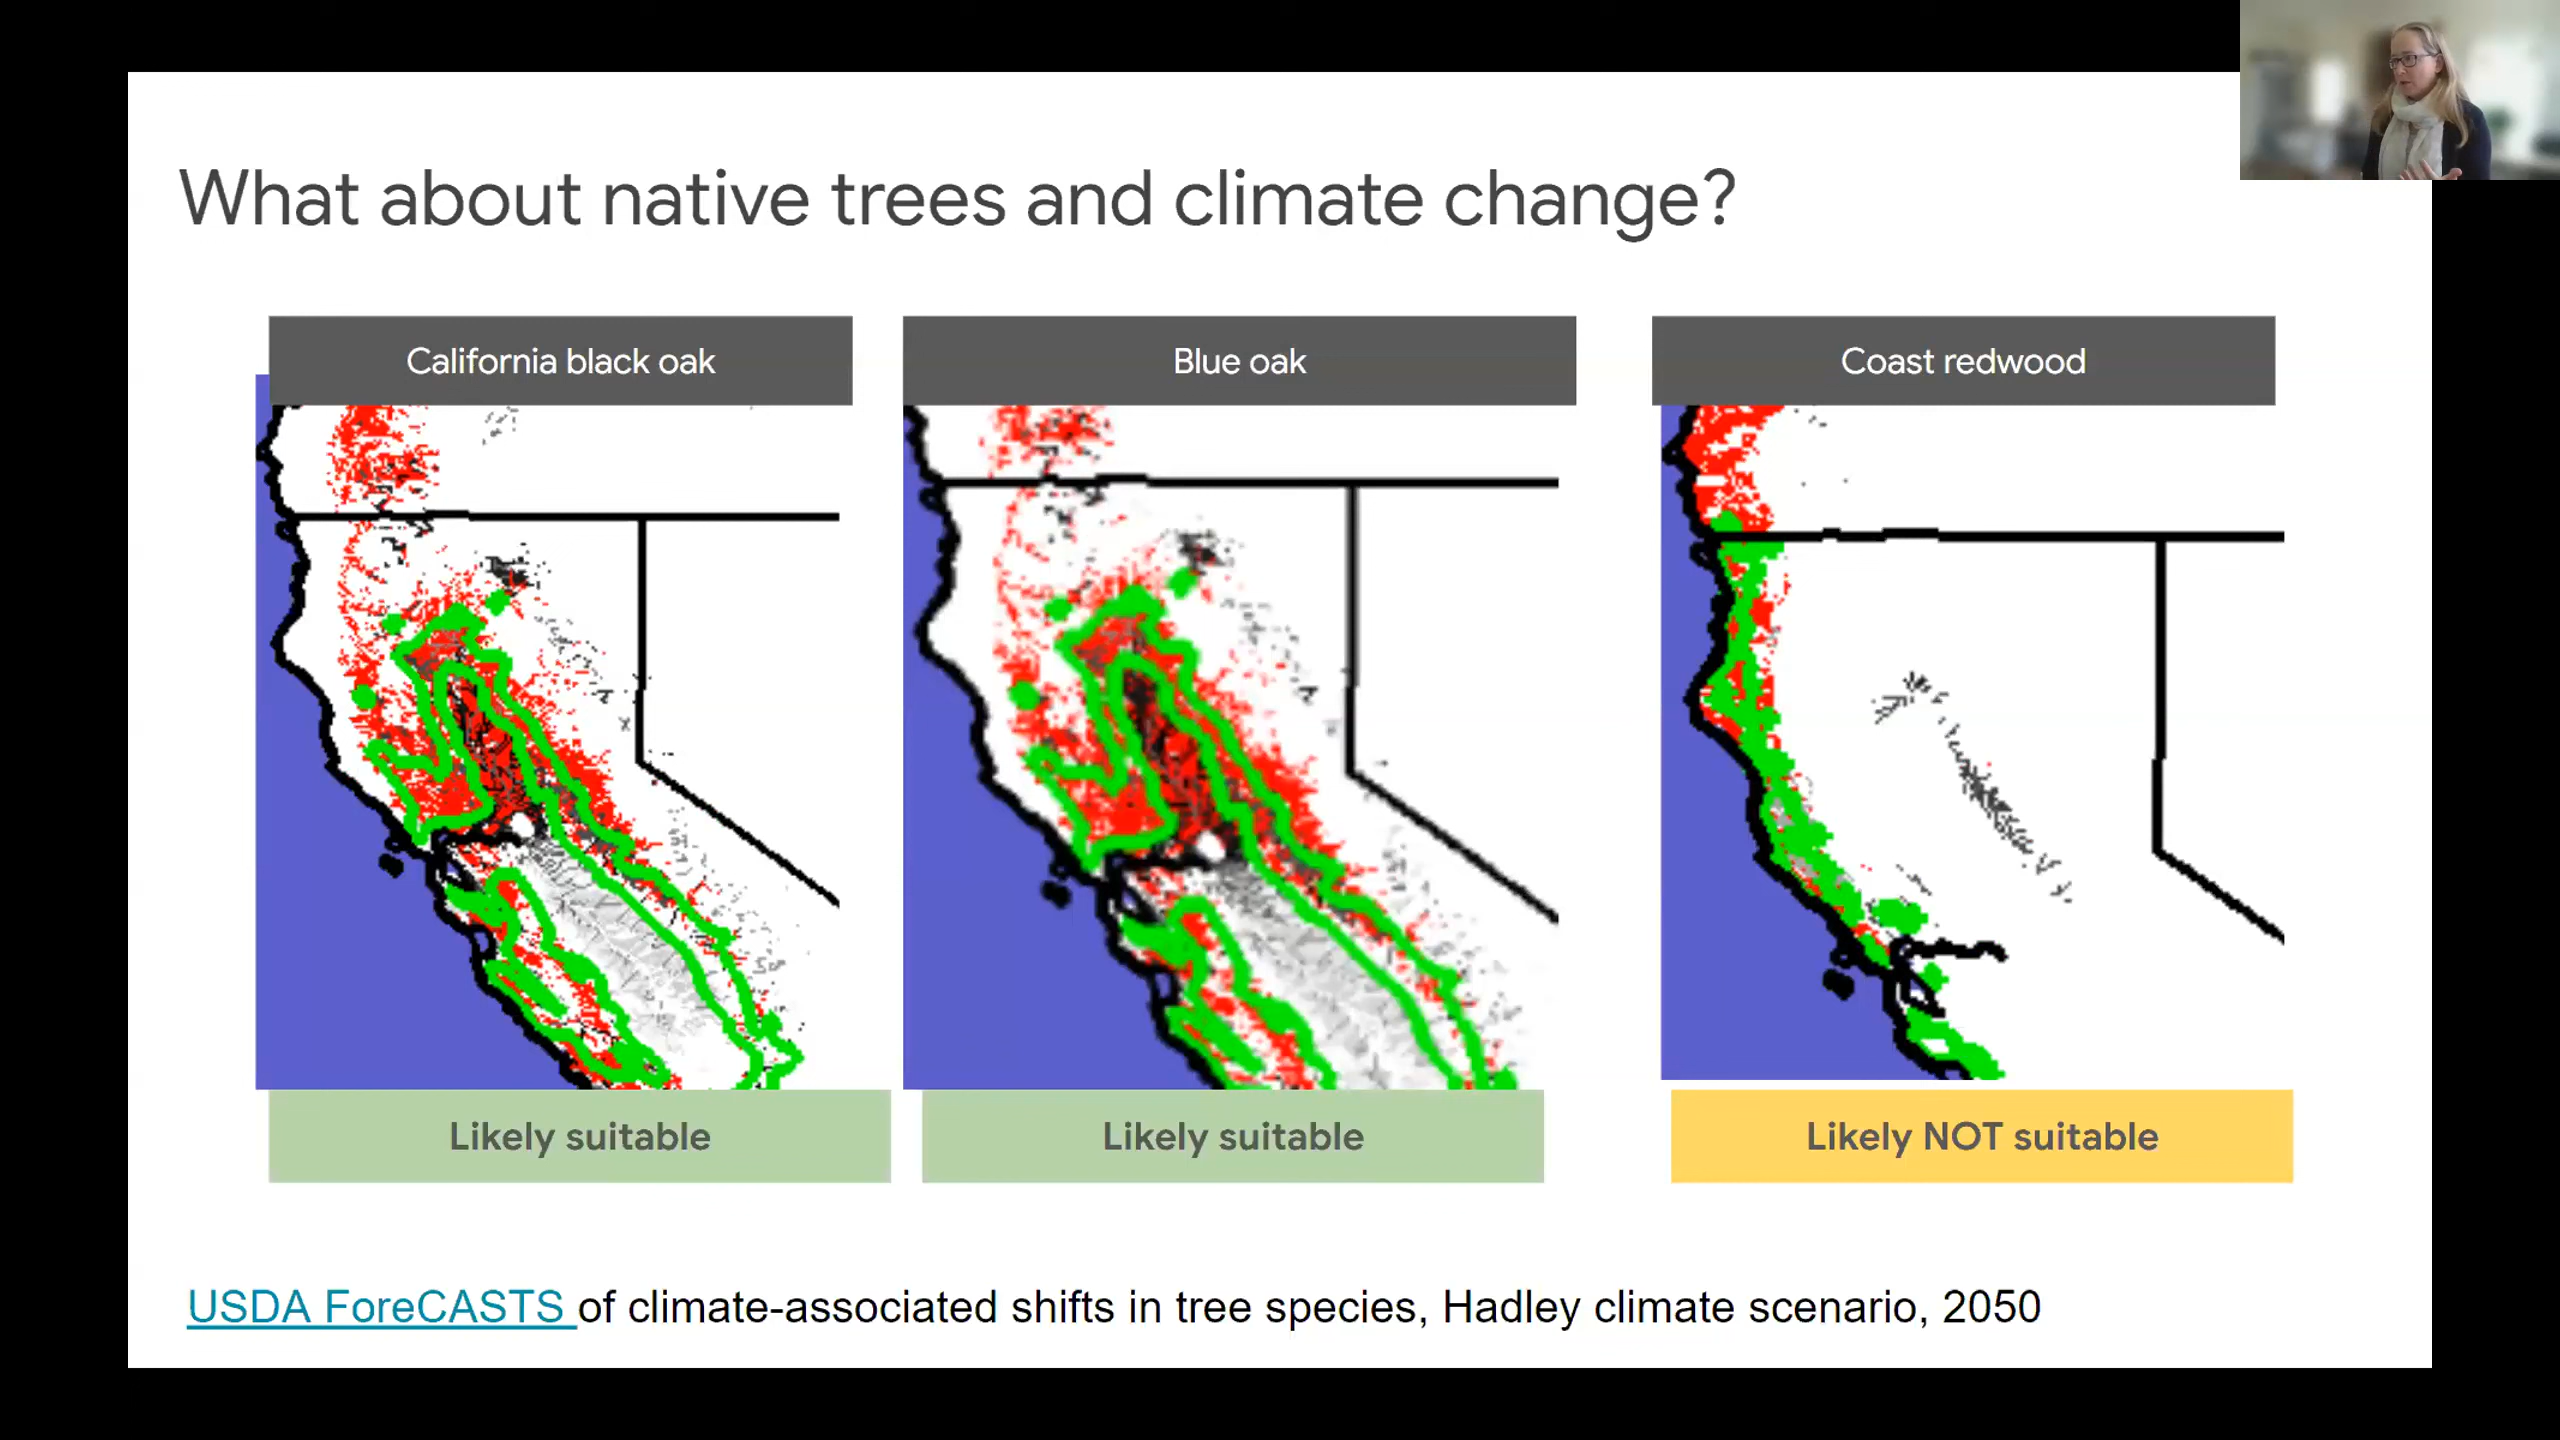 What about native trees and climate change?
California black oak
Blue oak
Coast redwood
Likely suitable
Likely suitable
Likely NOT suitable
USDA ForeCASTS of climate-associated shifts in tree species, Hadley climate scenario, 2050